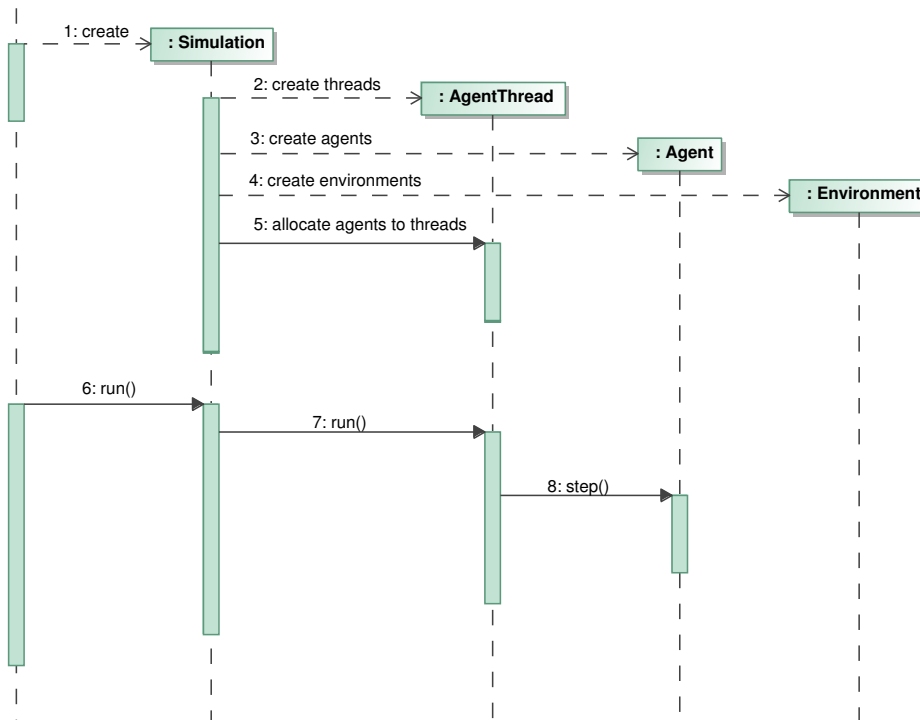 1: create
: Simulation
2: create threads
: AgentThread
3: create agents
: Agent
4: create environments
: Environment
5: allocate agents to threads
6: run()
7: run()
8: step()